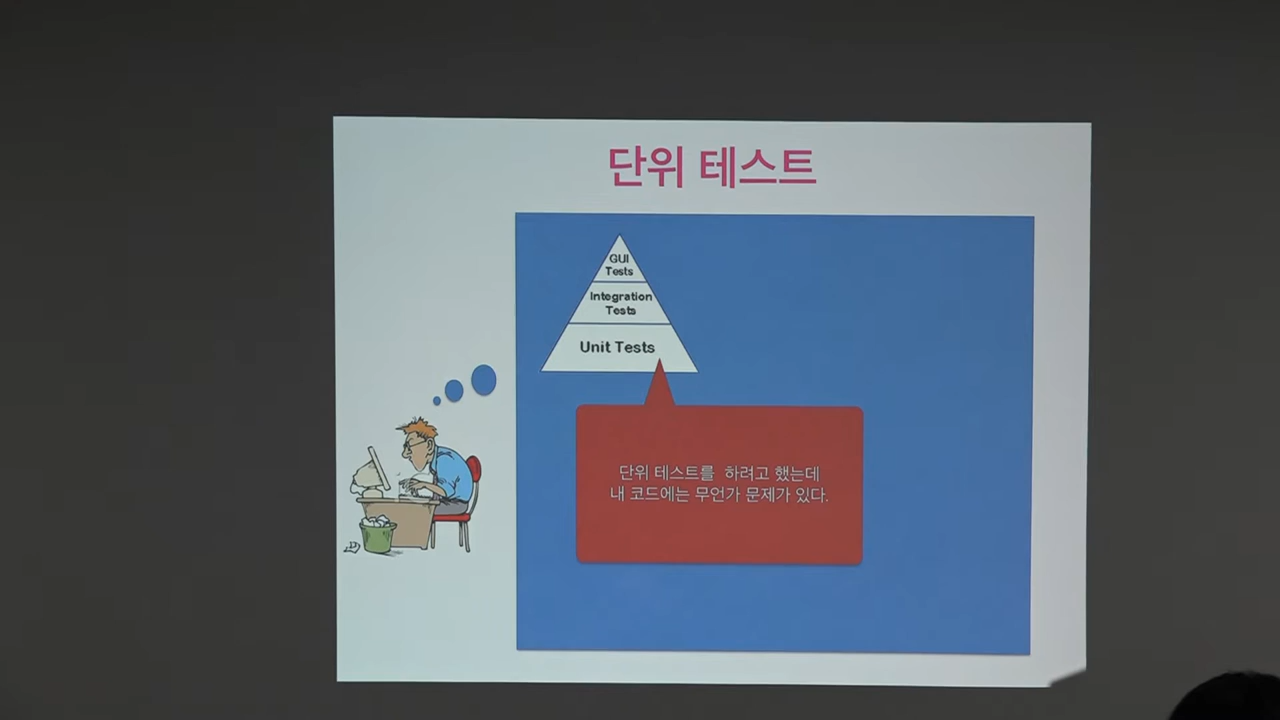 단위 테스트
GUI
Tests
Integration
Tests
Unit Tests
단위 테스트를 하려고 했는데
내 코드에는 무언가 문제가 있다.